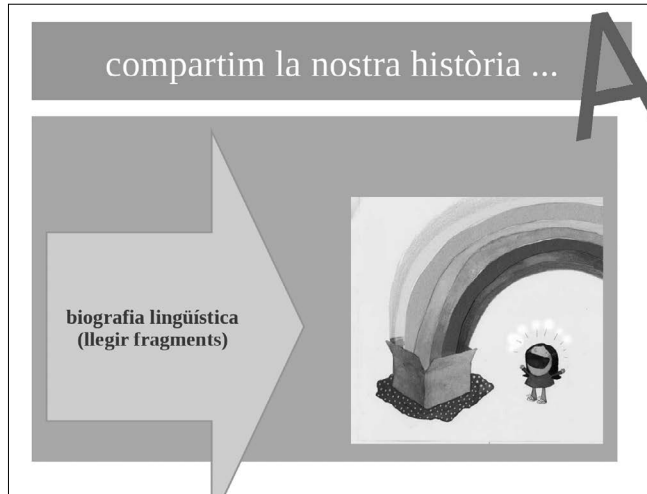 compartim la nostra història ...
A
biografia lingüística
(llegir fragments)